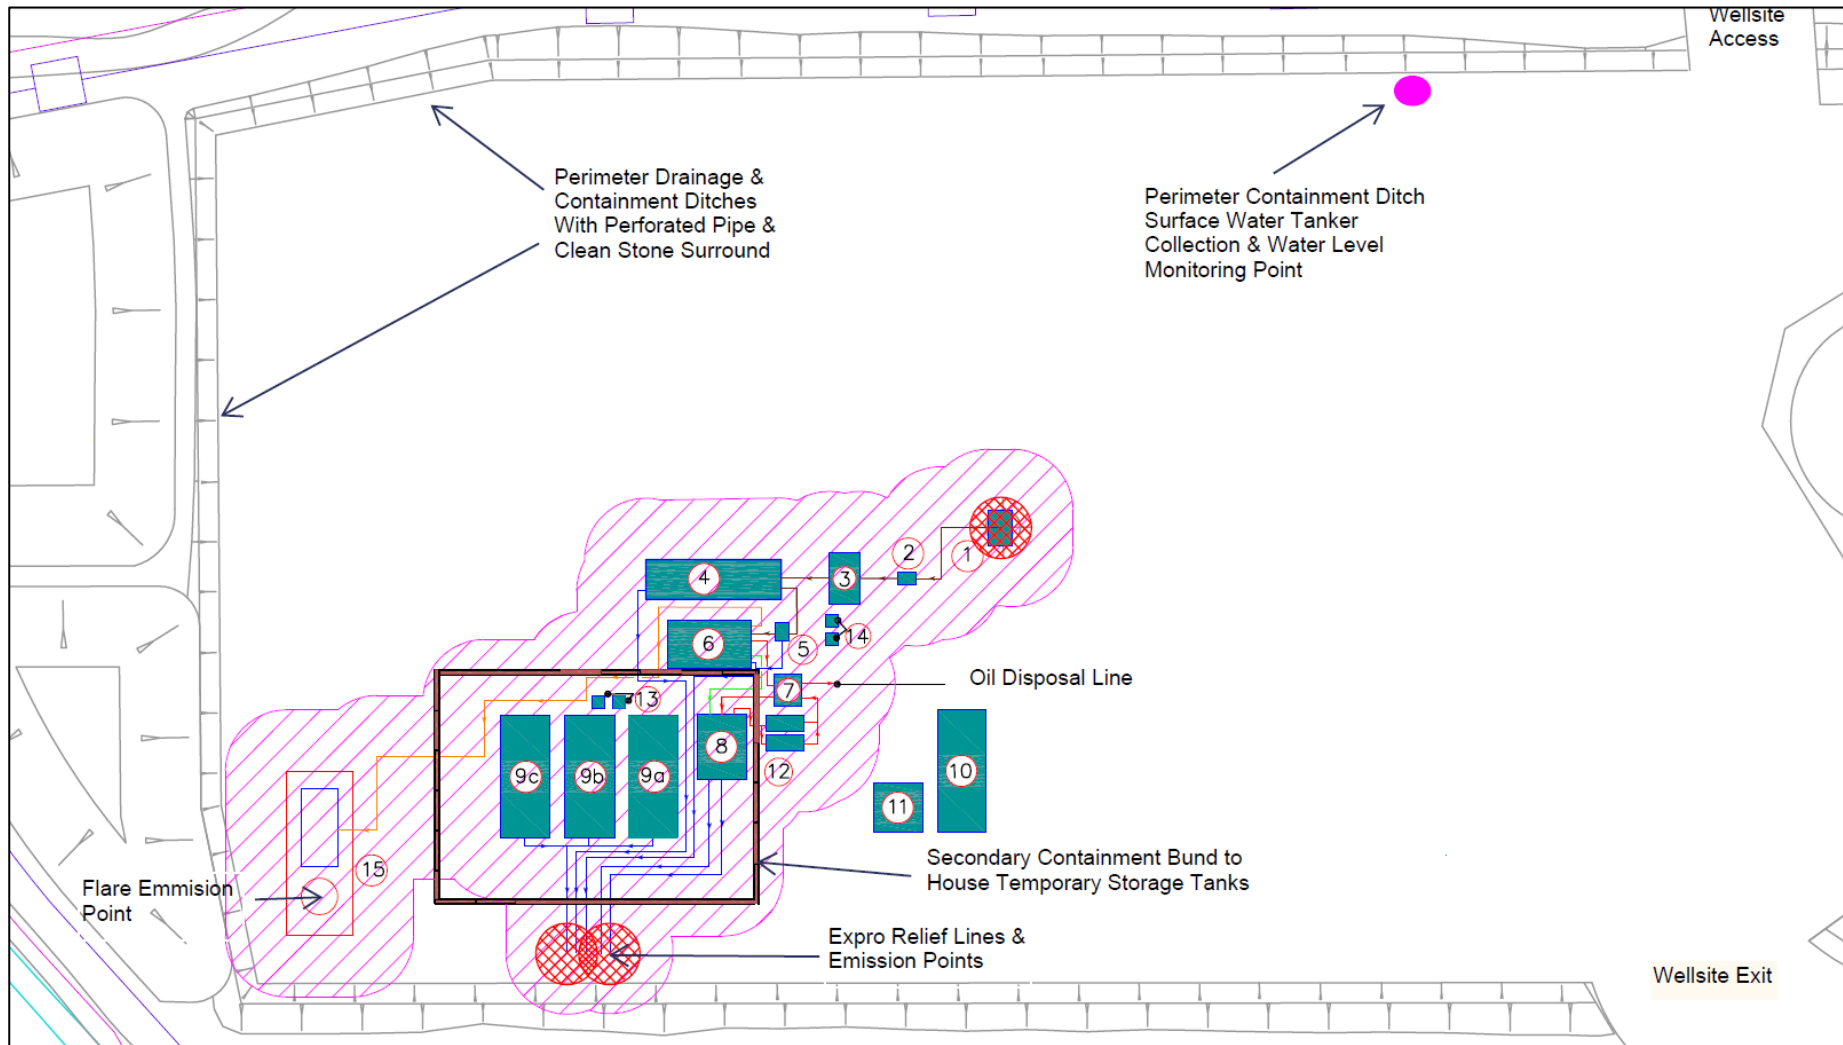 Wellsite
Access
Perimeter Drainage &
Containment Ditches
With Perforated Pipe &
Clean Stone Surround
Perimeter Containment Ditch
Surface Water Tanker
Collection & Water Level
Monitoring Point
1
2
3
4
5
6
14
7
Oil Disposal Line
13
8
9c
9b
9a
12
10
11
15
Secondary Containment Bund to
House Temporary Storage Tanks
Flare Emmision
Point
Expro Relief Lines &
Emission Points
Wellsite Exit